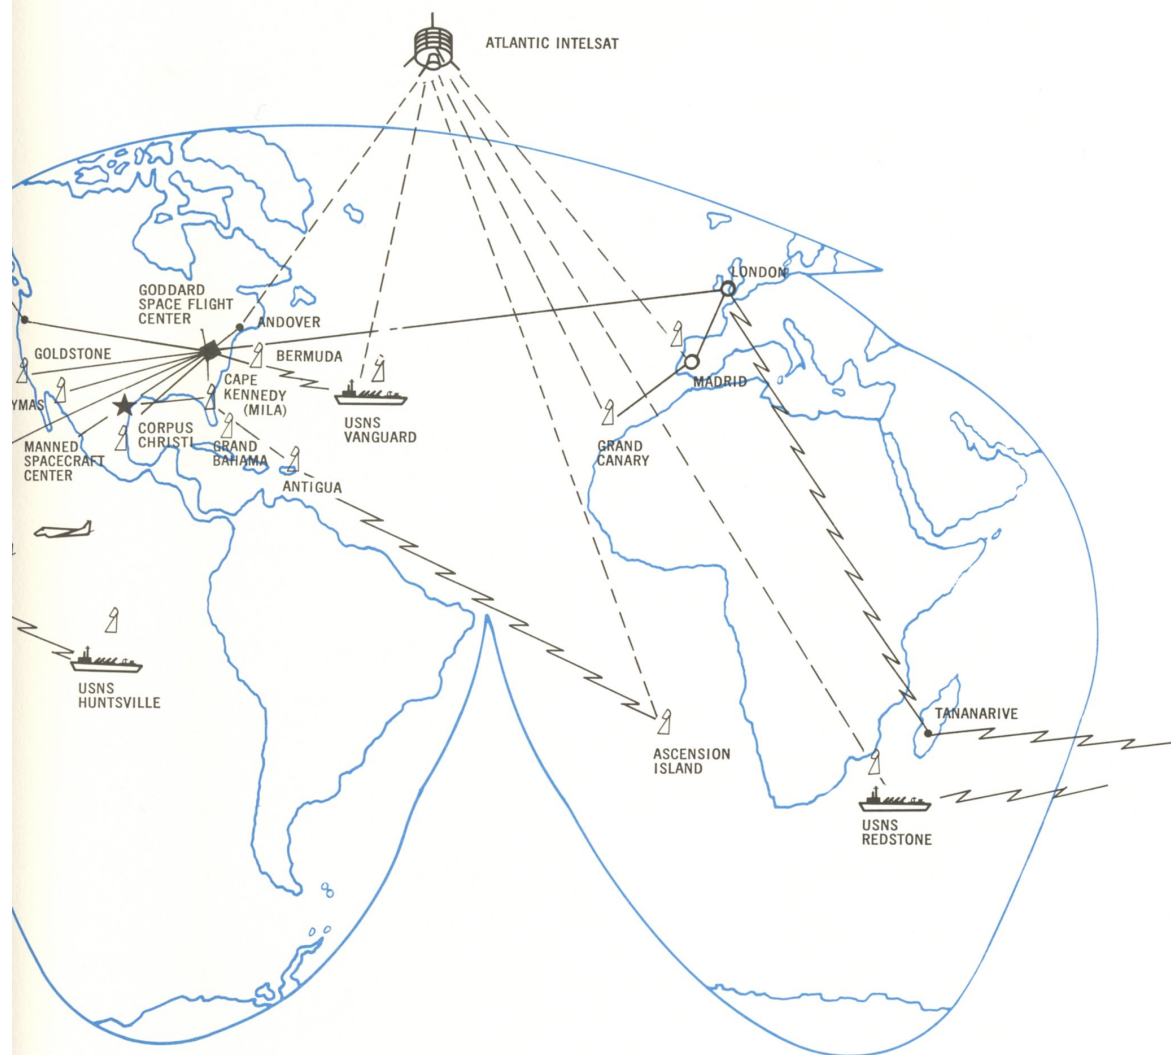 ATLANTIC INTELSAT
LONDON
GODDARD
SPACE FLIGHT
CENTER
ANDOVER
GOLDSTONE
BERMUDA
MADRID
YMAS
CAPE
KENNEDY
(MILA)
USNS
VANGUARD
MANNED
SPACECRAFT
CENTER
CORPUS
CHRISTI
GRAND
BAHAMA
GRAND
CANARY
ANTIGUA
USNS
HUNTSVILLE
TANANARIVE
ASCENSION
ISLAND
USNS
REDSTONE